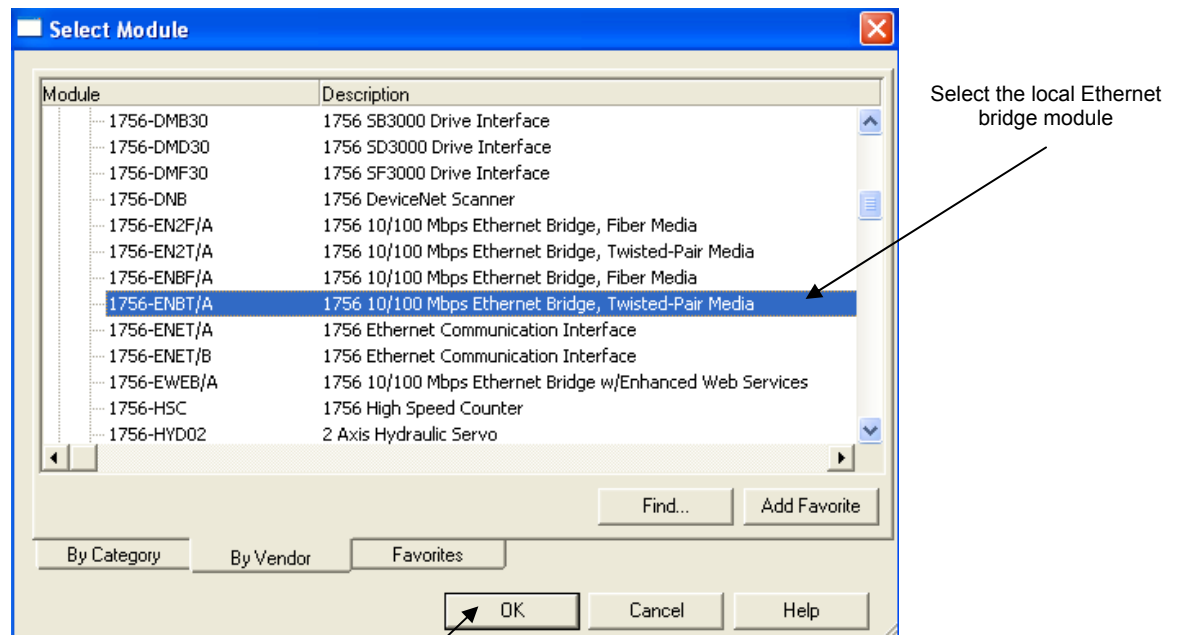 Select Module
Module Description
1756-DMB30 1756 SB3000 Drive Interface
1756-DMD30 1756 SD3000 Drive Interface
1756-DMF30 1756 SF3000 Drive Interface
1756-DNB 1756 DeviceNet Scanner
1756-EN2F/A 1756 10/100 Mbps Ethernet Bridge, Fiber Media
1756-EN2T/A 1756 10/100 Mbps Ethernet Bridge, Twisted-Pair Media
1756-ENBF/A 1756 10/100 Mbps Ethernet Bridge, Fiber Media
1756-ENBT/A 1756 10/100 Mbps Ethernet Bridge, Twisted-Pair Media
1756-ENET/A 1756 Ethernet Communication Interface
1756-ENET/B 1756 Ethernet Communication Interface
1756-EWEB/A 1756 10/100 Mbps Ethernet Bridge w/Enhanced Web Services
1756-HSC 1756 High Speed Counter
1756-HYD02 2 Axis Hydraulic Servo
Find... Add Favorite
By Category By Vendor Favorites
OK Cancel Help
Select the local Ethernet
bridge module